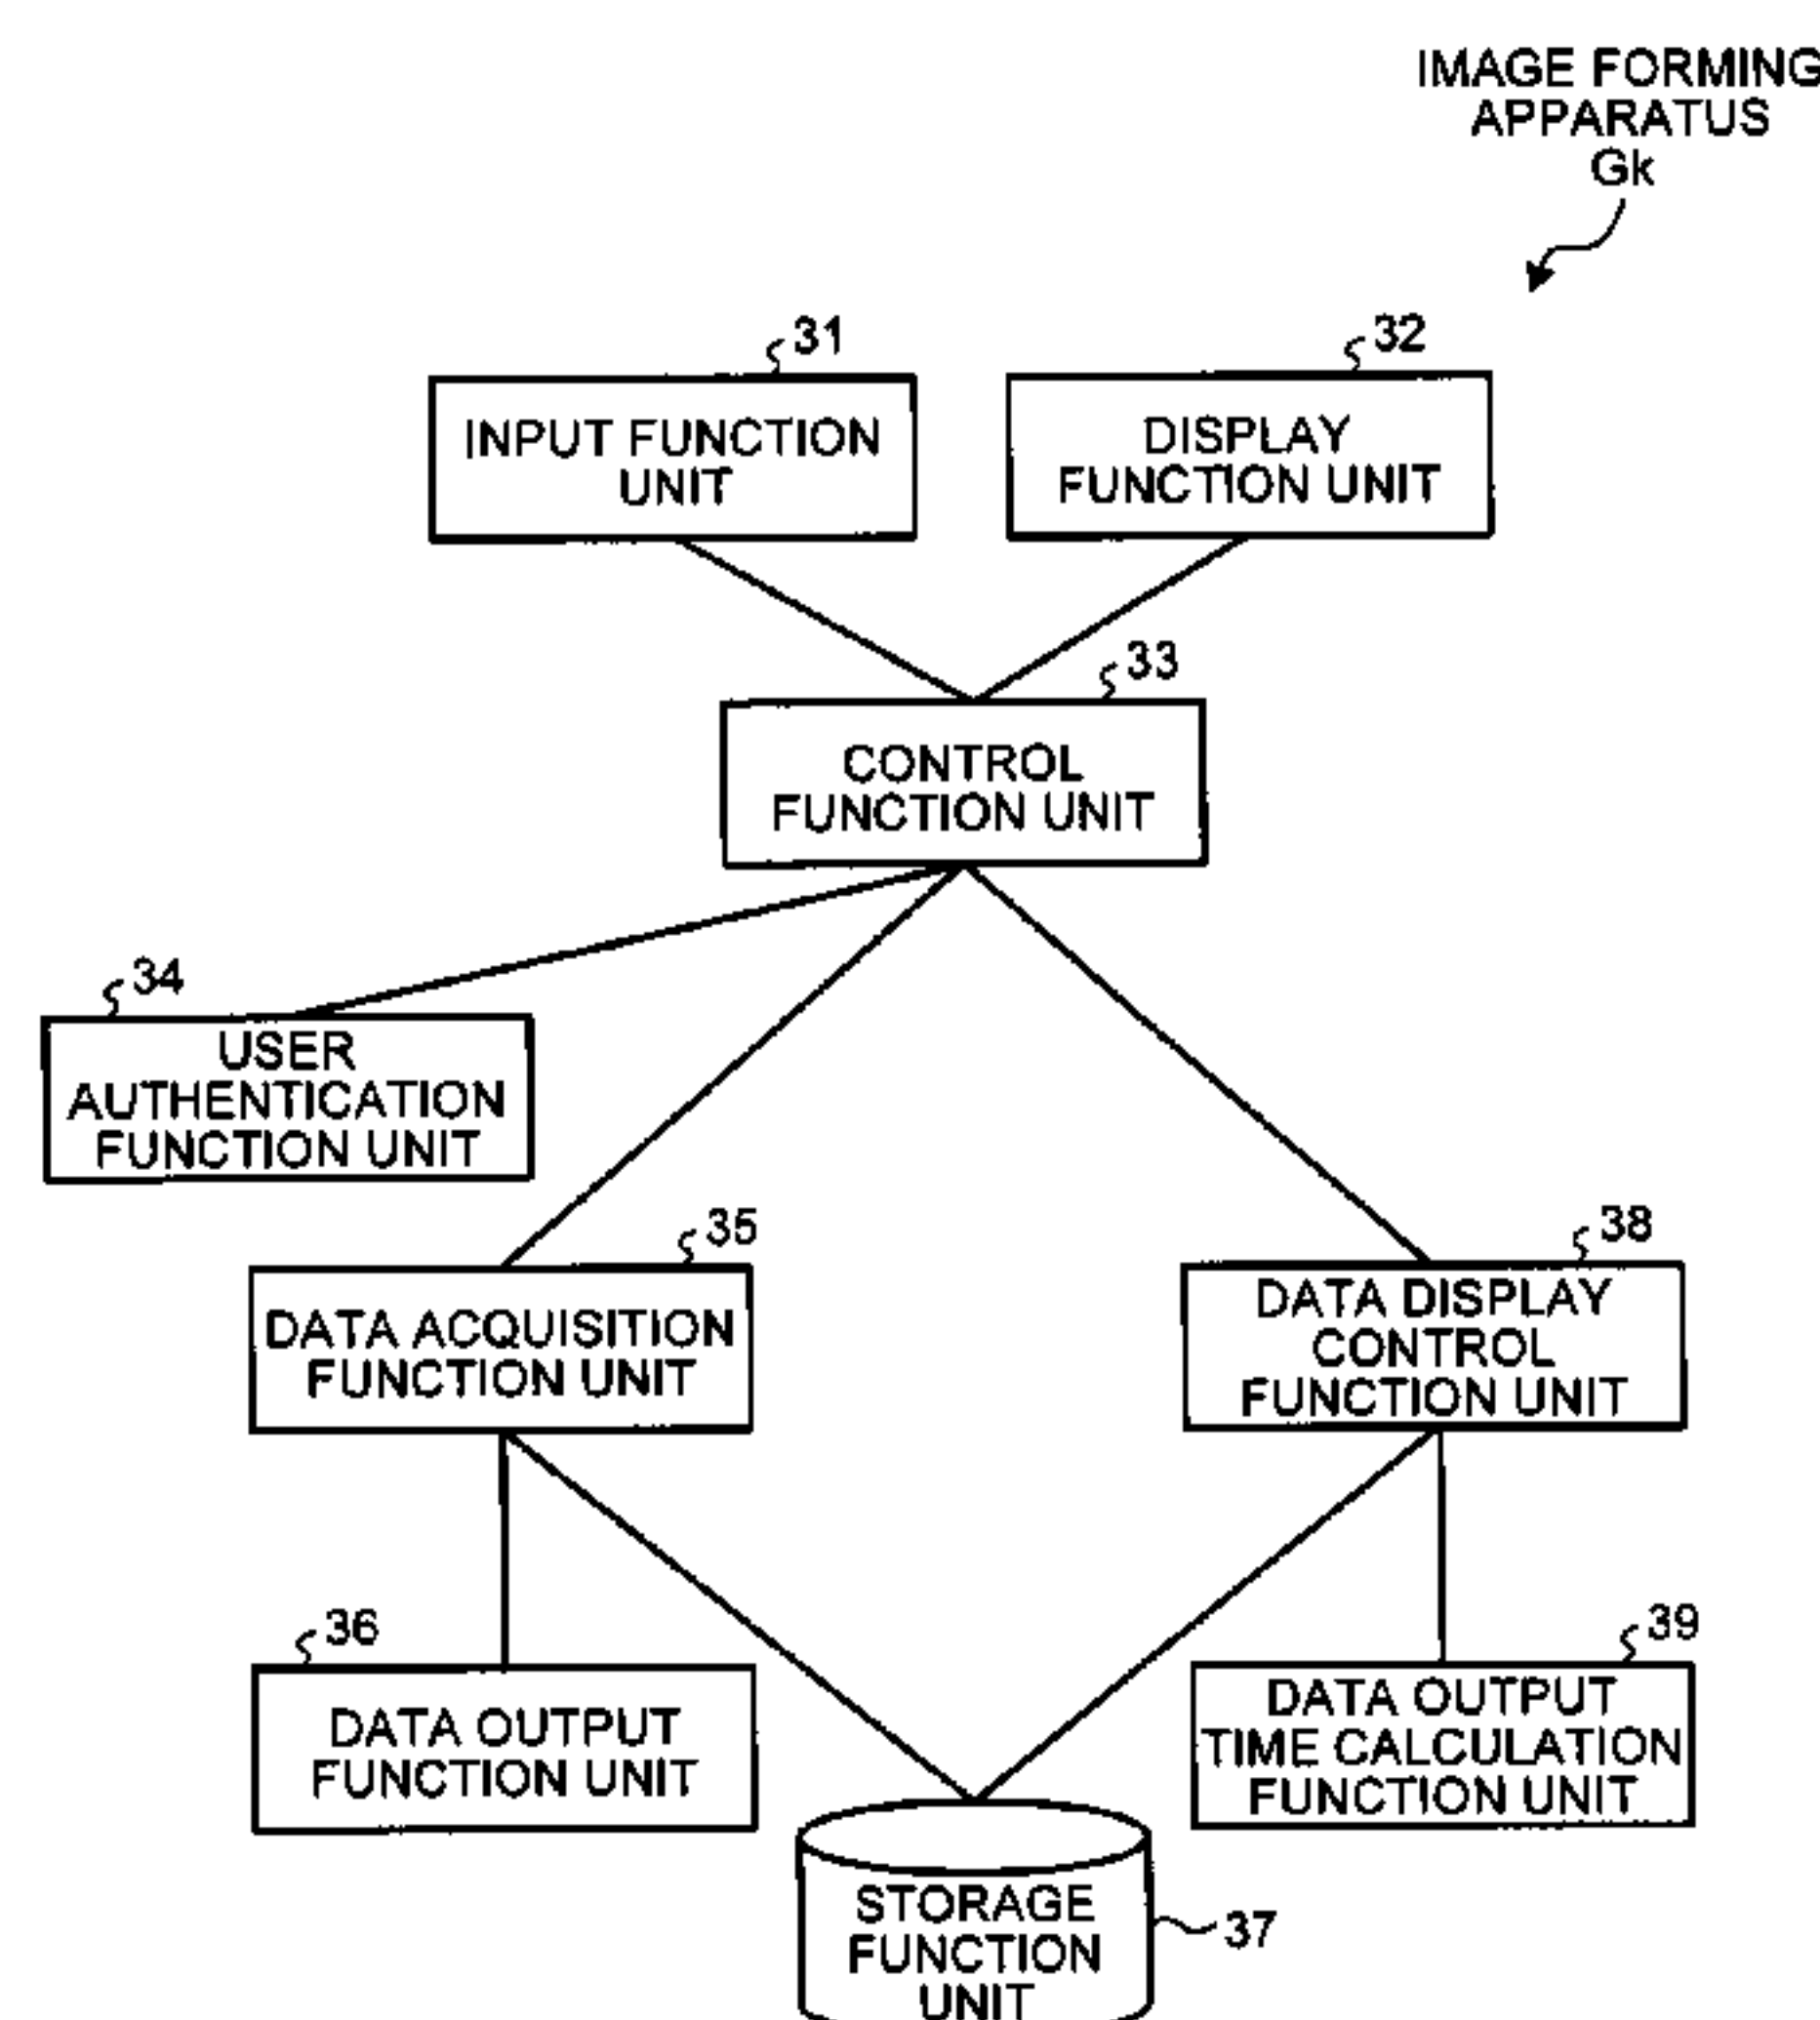 IMAGE FORMING
APPARATUS
Gk
31
INPUT FUNCTION
UNIT
32
DISPLAY
FUNCTION UNIT
33
CONTROL
FUNCTION UNIT
34
USER
AUTHENTICATION
FUNCTION UNIT
35
DATA ACQUISITION
FUNCTION UNIT
38
DATA DISPLAY
CONTROL
FUNCTION UNIT
36
DATA OUTPUT
FUNCTION UNIT
39
DATA OUTPUT
TIME CALCULATION
FUNCTION UNIT
STORAGE
FUNCTION
UNIT
37